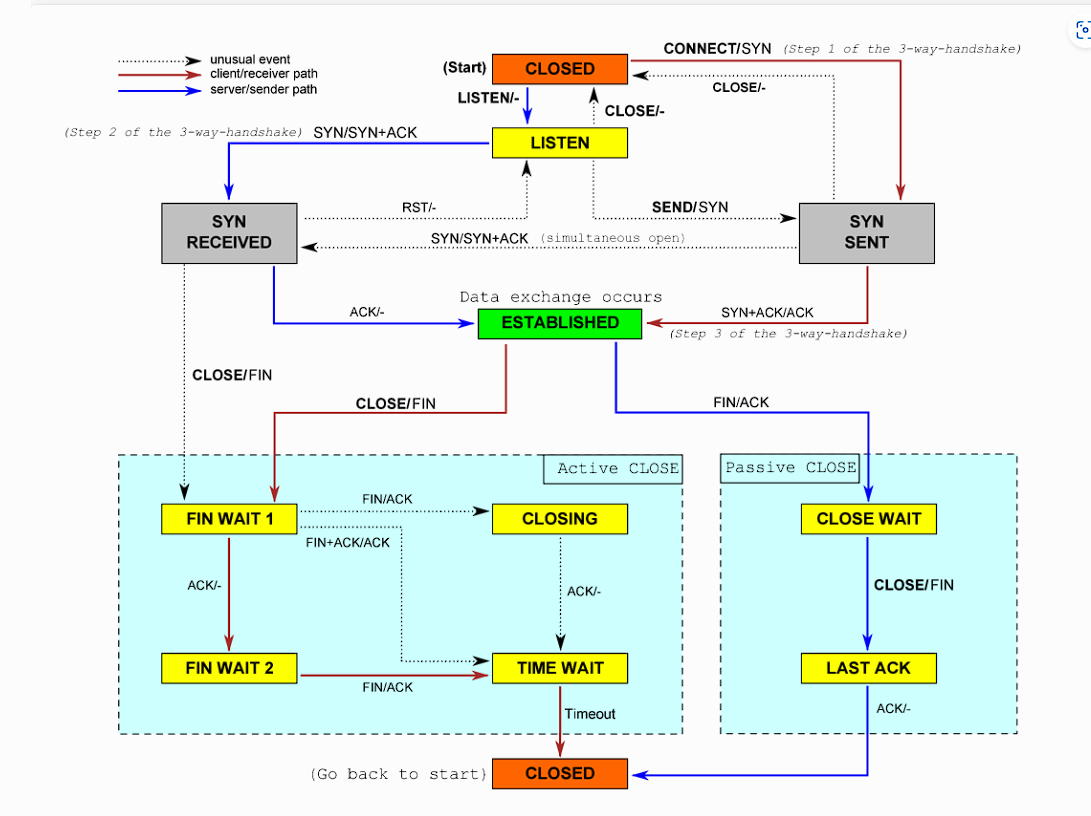 unusual event
client/receiver path
server/sender path
CONNECT/SYN (Step 1 of the 3-way-handshake)
(Start)
CLOSED
LISTEN/-
CLOSE/-
CLOSE/-
(Step 2 of the 3-way-handshake) SYN/SYN+ACK
LISTEN
SYN
RECEIVED
RST/-
SEND/SYN
SYN
SENT
SYN/SYN+ACK (simultaneous open)
Data exchange occurs
ACK/-
ESTABLISHED
SYN+ACK/ACK
(Step 3 of the 3-way-handshake)
CLOSE/FIN
CLOSE/FIN
FIN/ACK
Active CLOSE
Passive CLOSE
FIN WAIT 1
FIN/ACK
CLOSING
CLOSE WAIT
FIN+ACK/ACK
ACK/-
ACK/-
CLOSE/FIN
FIN WAIT 2
TIME WAIT
LAST ACK
FIN/ACK
Timeout
ACK/-
(Go back to start)
CLOSED